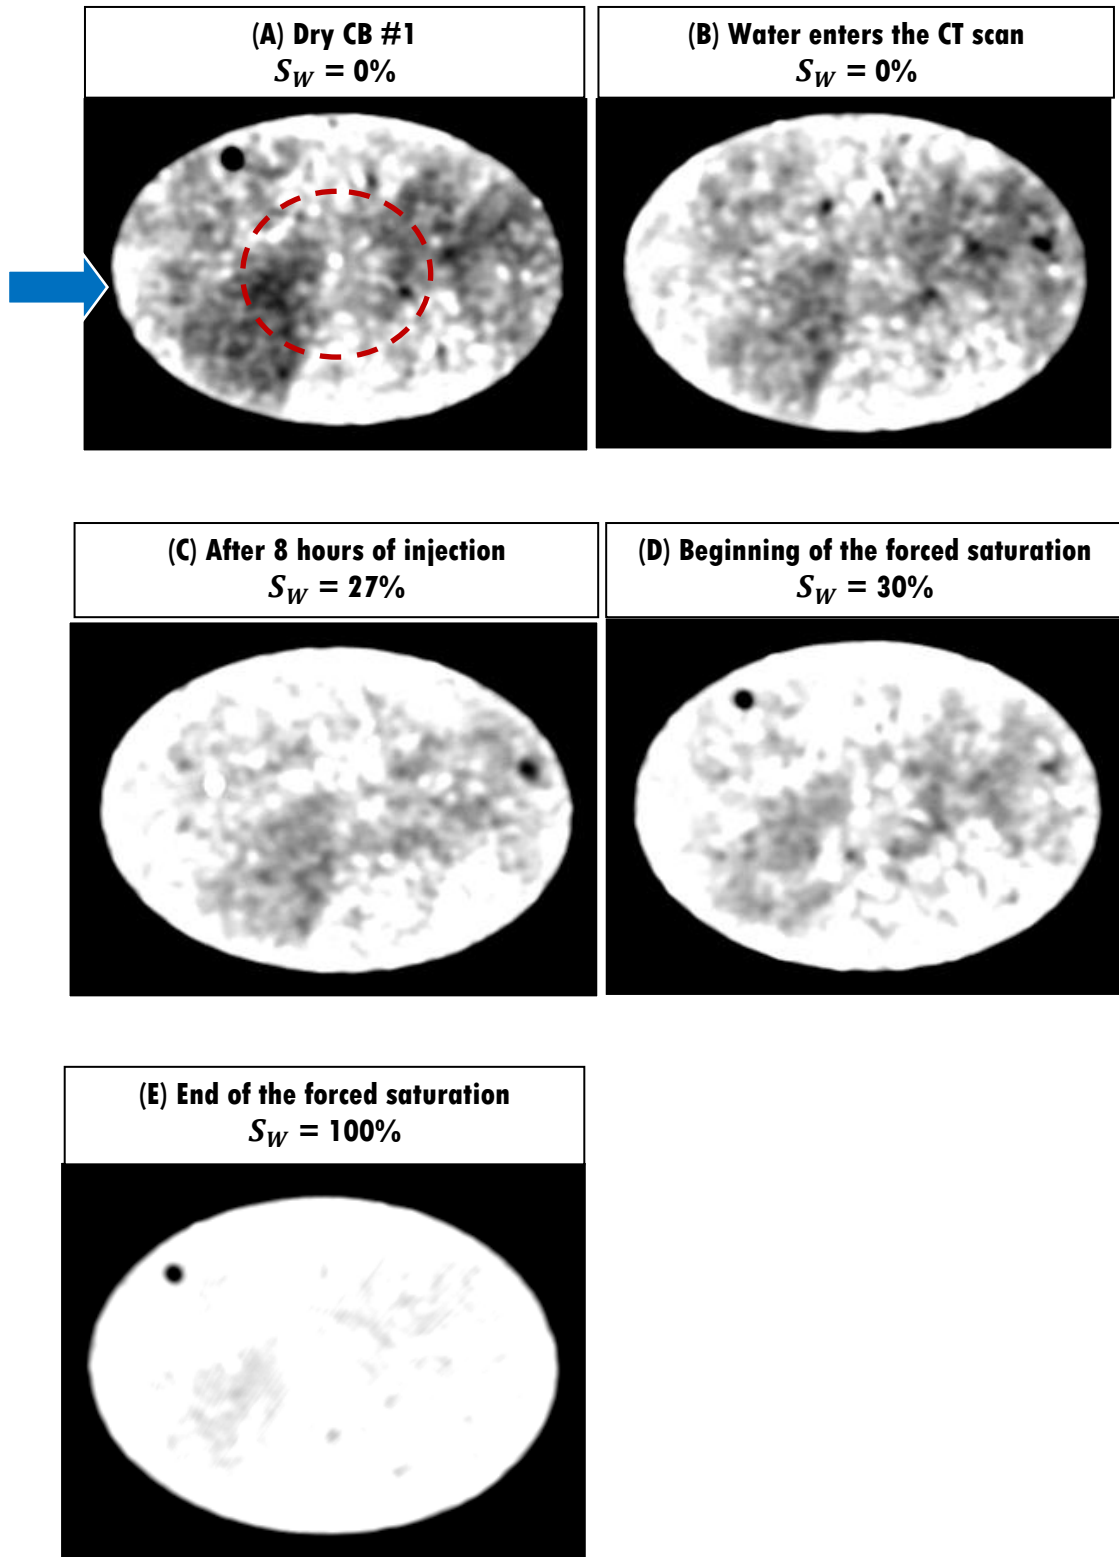 (A) Dry CB #1
S_W = 0%
(B) Water enters the CT scan
S_W = 0%
(C) After 8 hours of injection
S_W = 27%
(D) Beginning of the forced saturation
S_W = 30%
(E) End of the forced saturation
S_W = 100%